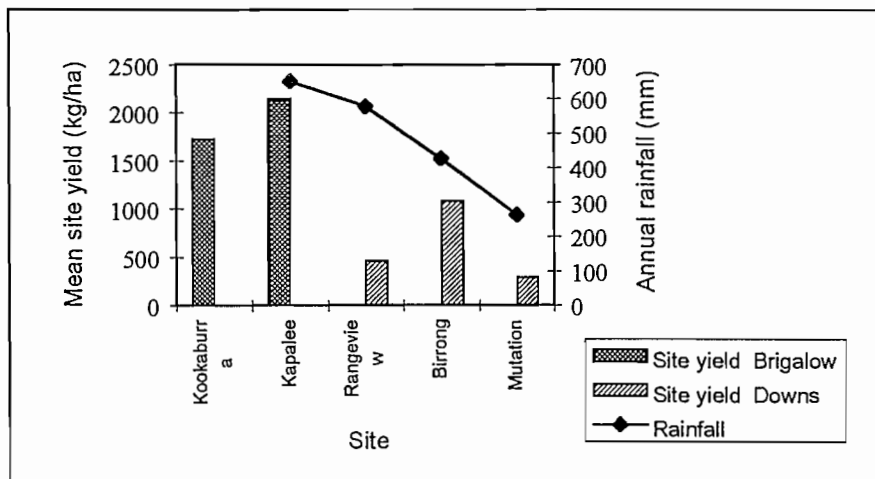 Mean site yield (kg/ha)
2500
2000
1500
1000
500
0
700
600
500
400
300
200
100
0
Annual rainfall (mm)
Kookaburr
a
Kapalee
Rangevie
w
Birrong
Mutation
Site
Site yield Brigalow
Site yield Downs
Rainfall